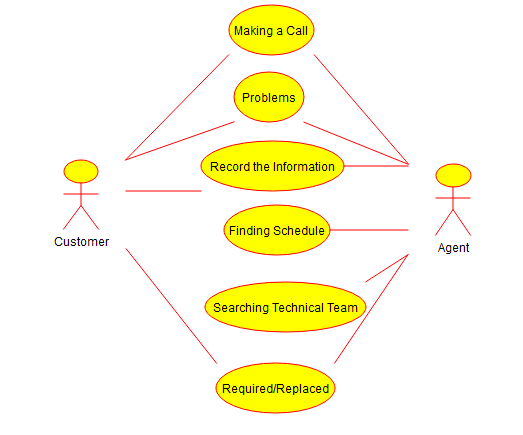 Making a Call
Problems
Record the Information
Customer
Agent
Finding Schedule
Searching Technical Team
Required/Replaced